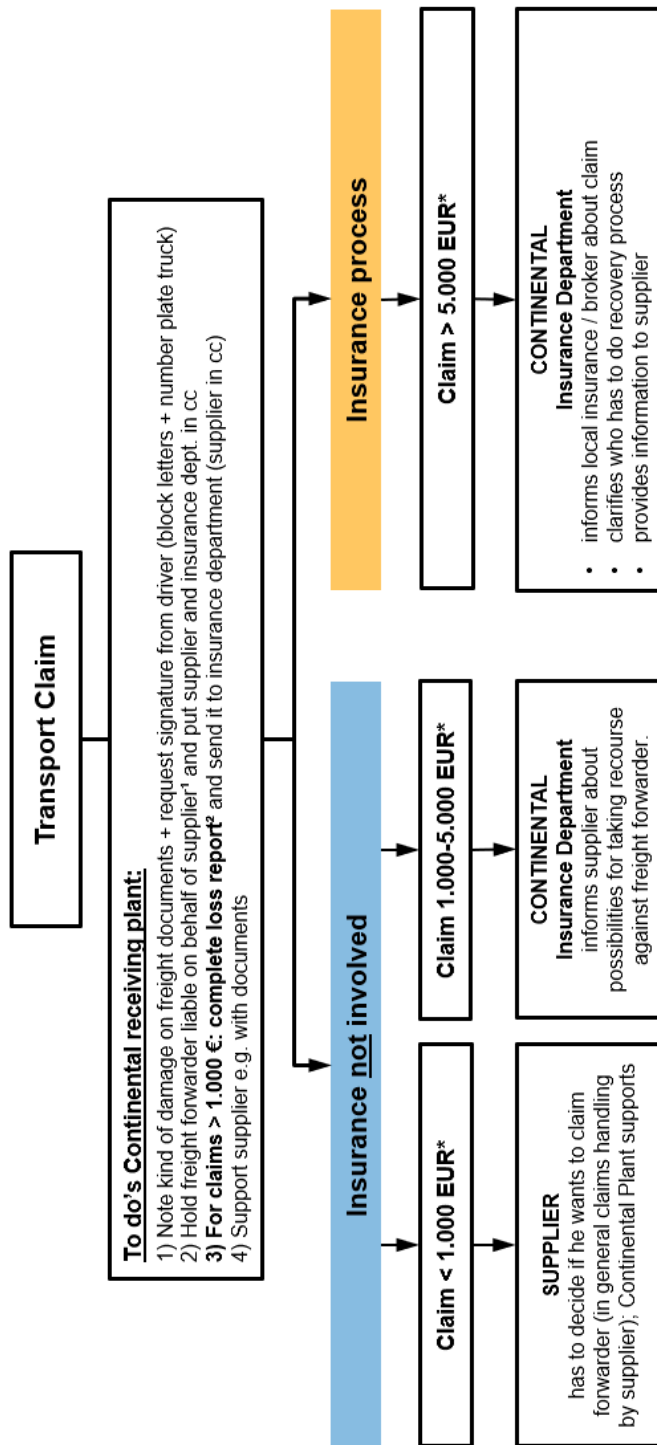 Transport Claim
To do's Continental receiving plant:
1) Note kind of damage on freight documents + request signature from driver (block letters + number plate truck)
2) Hold freight forwarder liable on behalf of supplier¹ and put supplier and insurance dept. in cc
3) For claims > 1.000 €: complete loss report² and send it to insurance department (supplier in cc)
4) Support supplier e.g. with documents
Insurance not involved
Insurance process
Claim < 1.000 EUR*
Claim 1.000-5.000 EUR*
Claim > 5.000 EUR*
SUPPLIER
has to decide if he wants to claim
forwarder (in general claims handling
by supplier); Continental Plant supports
CONTINENTAL
Insurance Department
informs supplier about
possibilities for taking recourse
against freight forwarder.
CONTINENTAL
Insurance Department
• informs local insurance / broker about claim
• clarifies who has to do recovery process
• provides information to supplier